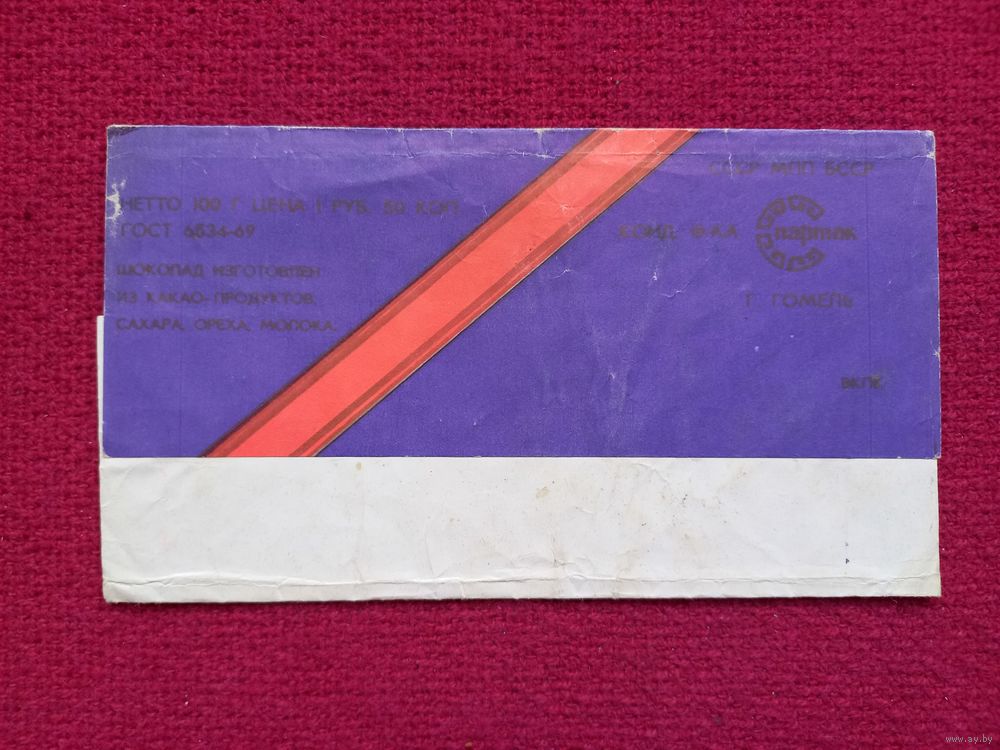 НЕТТО 100 Г ЦЕНА 1 РУБ. 50 КОП.
ГОСТ 6534-69
ШОКОЛАД ИЗГОТОВЛЕН
ИЗ КАКАО-ПРОДУКТОВ,
САХАРА, ОРЕХА, МОЛОКА.
СССР МПП БССР
КОНД. Ф-КА спартак
Г. ГОМЕЛЬ
ВКПК
www.ay.by